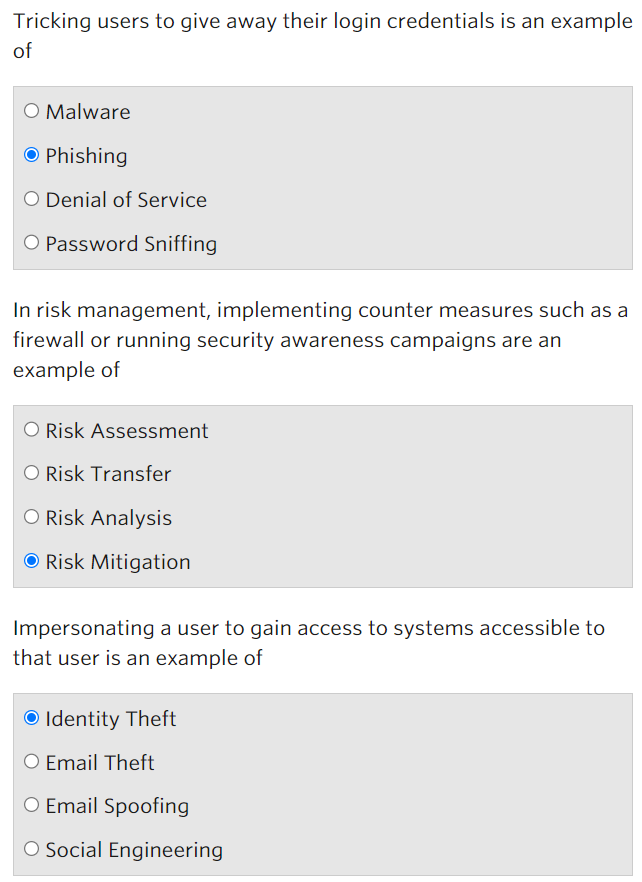 Tricking users to give away their login credentials is an example
of
Malware
Phishing
Denial of Service
Password Sniffing
In risk management, implementing counter measures such as a
firewall or running security awareness campaigns are an
example of
Risk Assessment
Risk Transfer
Risk Analysis
Risk Mitigation
Impersonating a user to gain access to systems accessible to
that user is an example of
Identity Theft
Email Theft
Email Spoofing
Social Engineering